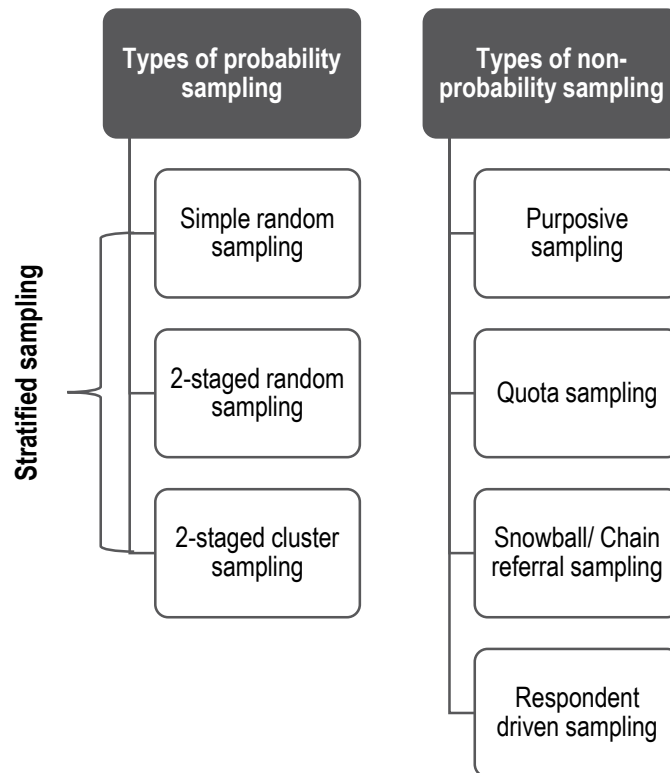 Types of probability
sampling
Simple random
sampling
2-staged random
sampling
2-staged cluster
sampling
Stratified sampling
Types of non-
probability sampling
Purposive
sampling
Quota sampling
Snowball/ Chain
referral sampling
Respondent
driven sampling